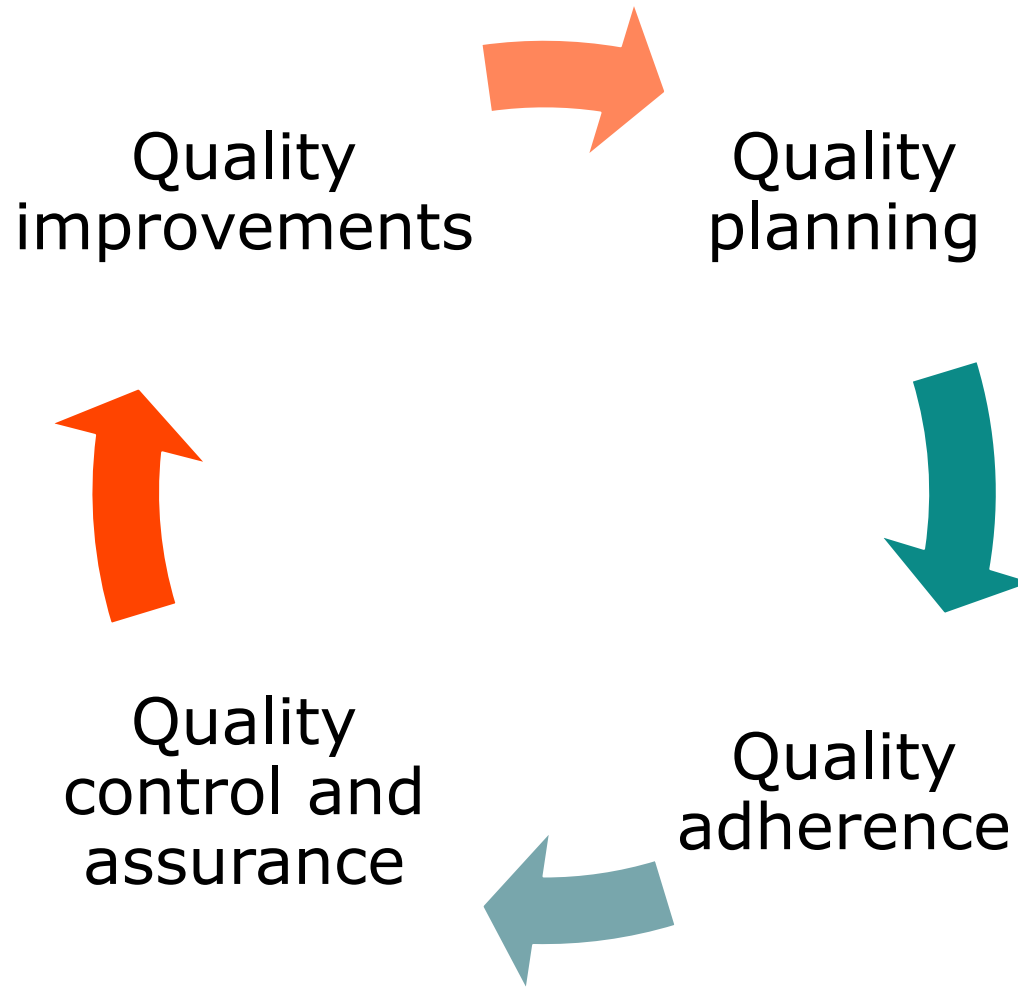 Quality
improvements
Quality
planning
Quality
adherence
Quality
control and
assurance